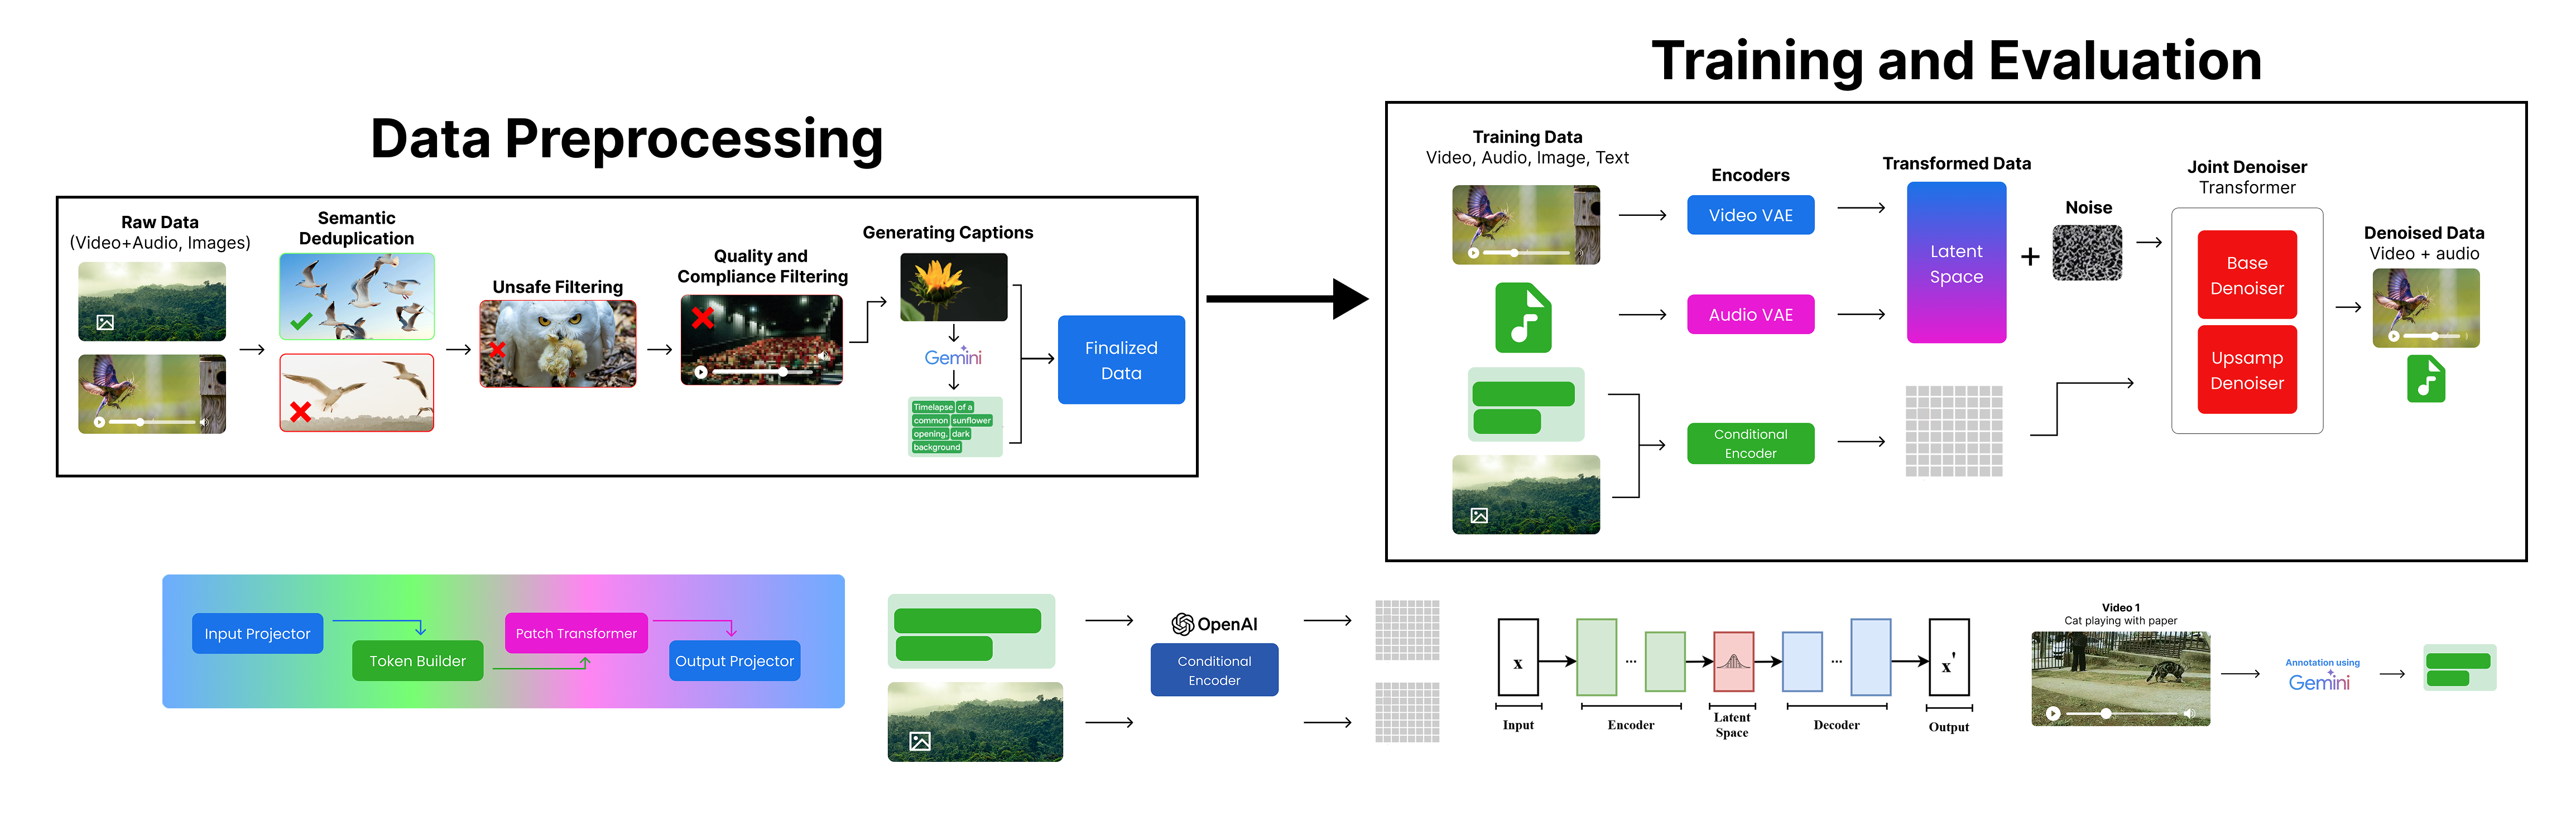 Data Preprocessing
Raw Data
(Video+Audio, Images)
Semantic
Deduplication
Unsafe Filtering
Quality and
Compliance Filtering
Generating Captions
Gemini
Timelapse of a
common sunflower
opening, dark
background
Finalized
Data
Training and Evaluation
Training Data
Video, Audio, Image, Text
Encoders
Video VAE
Audio VAE
Conditional
Encoder
Transformed Data
Latent
Space
+
Noise
Joint Denoiser
Transformer
Base
Denoiser
Upsamp
Denoiser
Denoised Data
Video + audio
Input Projector
Token Builder
Patch Transformer
Output Projector
OpenAI
Conditional
Encoder
x
...
...
x'
Input
Encoder
Latent
Space
Decoder
Output
Video 1
Cat playing with paper
Annotation using
Gemini